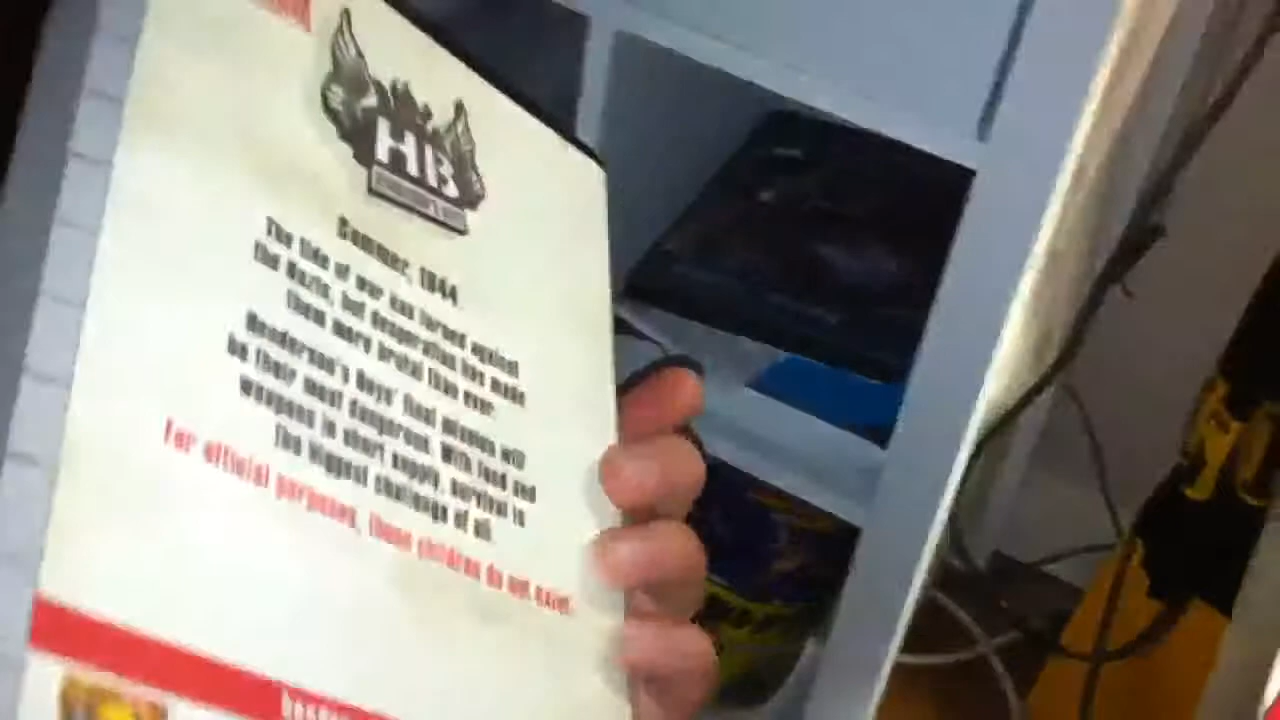 HB
HENDERSON'S BOYS
Summer, 1944.
The tide of war has turned against
the Nazis, but desperation has made
them more brutal than ever.
Henderson's Boys' final mission will
be their most dangerous. With food and
weapons in short supply, survival is
the biggest challenge of all.
For official purposes, these children do not exist.